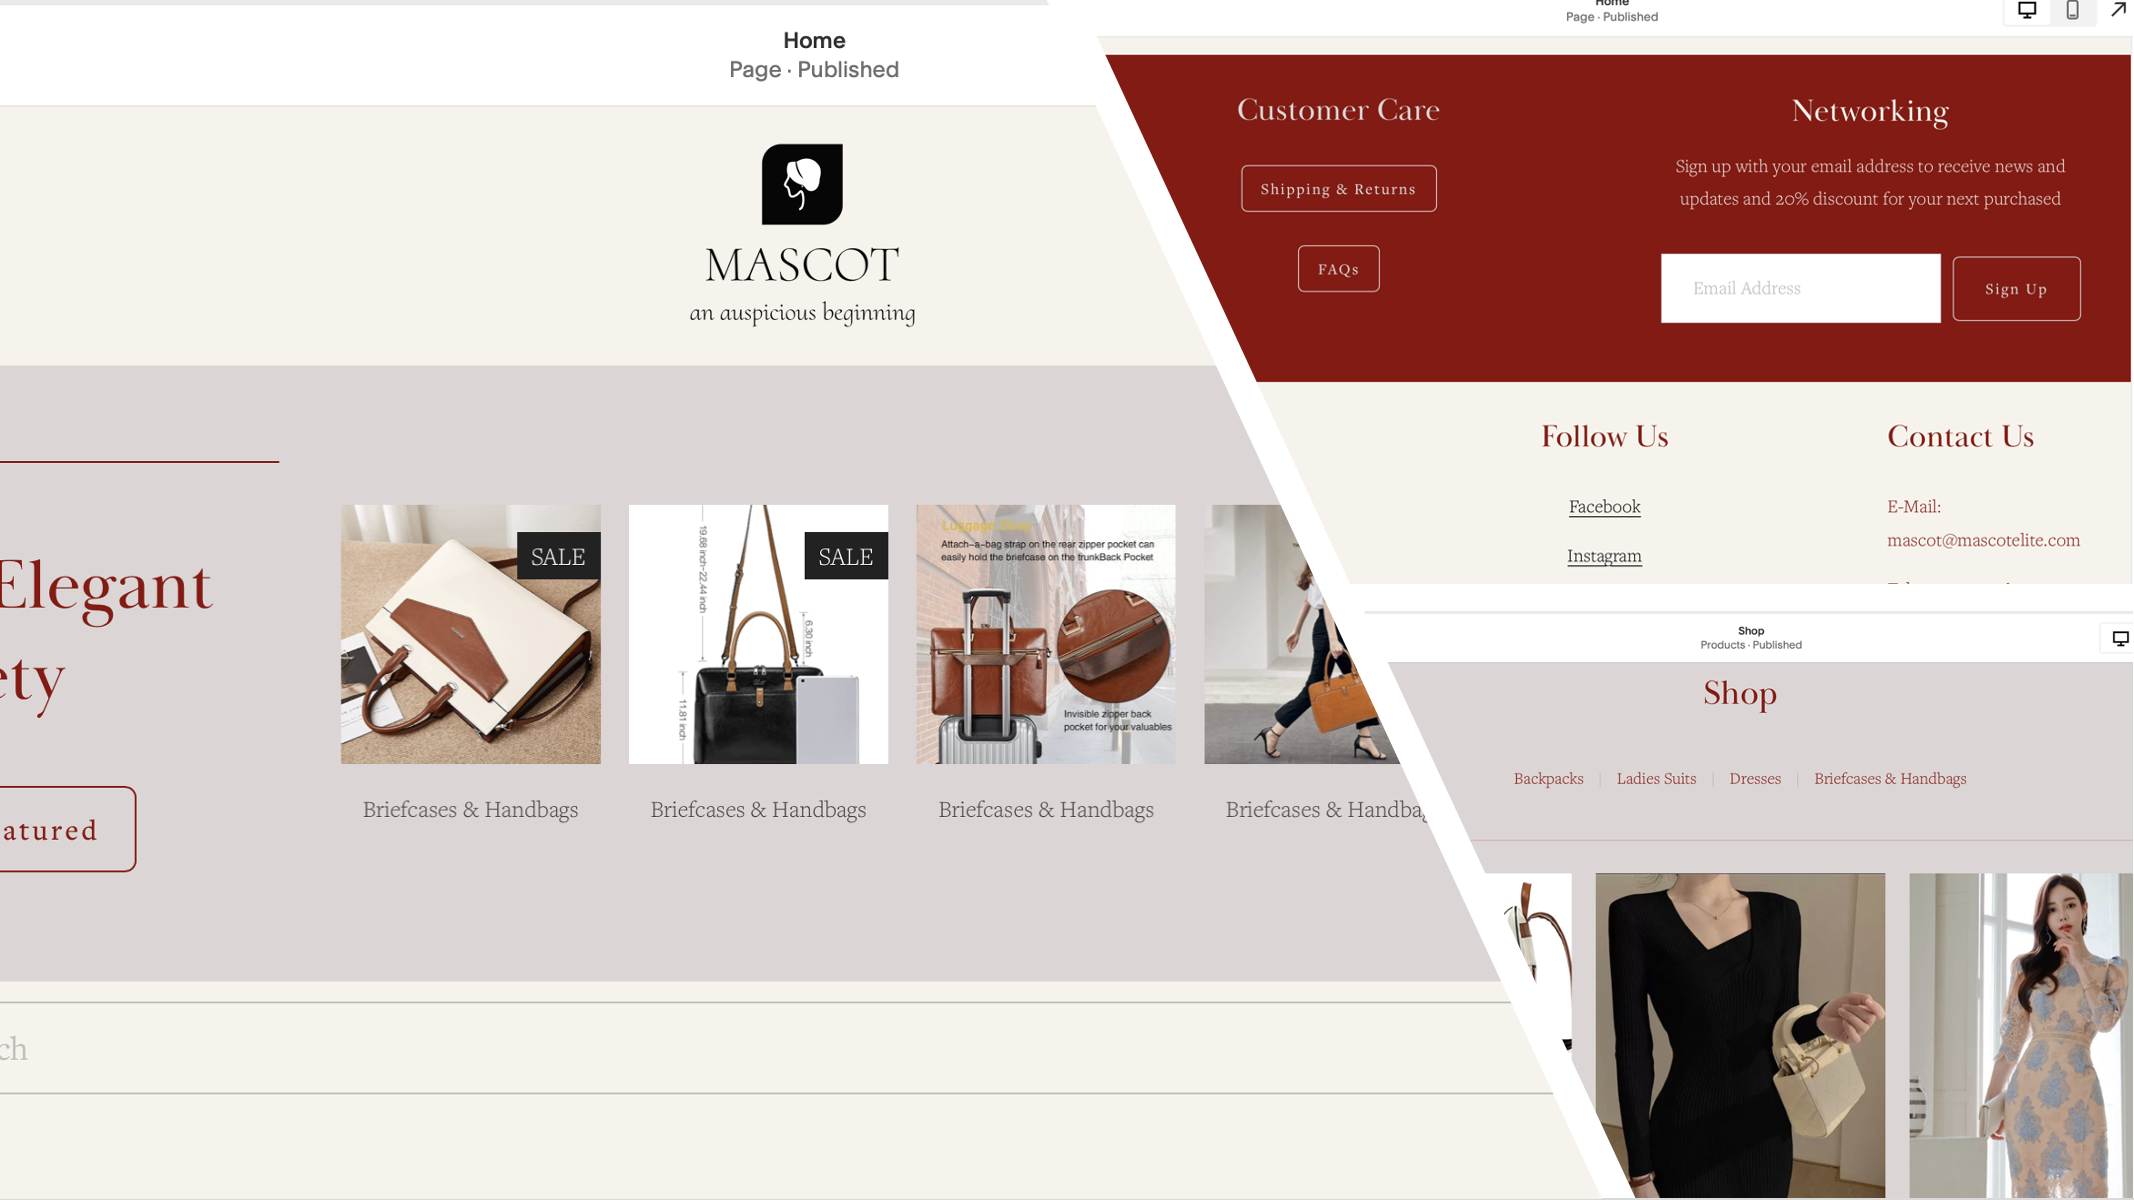 Home
Page · Published
MASCOT
an auspicious beginning
Elegant
ety
SALE
SALE
19.68 inch-22.44 inch
6.30 inch
11.81 inch
Luggage Strap
Attach-a-bag strap on the rear zipper pocket can
easily hold the briefcase on the trunkBack Pocket
Invisible zipper back
pocket for your valuables
Briefcases & Handbags
Briefcases & Handbags
Briefcases & Handbags
Briefcases & Handbag
atured
ch
Home
Page · Published
Customer Care
Shipping & Returns
FAQs
Networking
Sign up with your email address to receive news and
updates and 20% discount for your next purchased
Email Address
Sign Up
Follow Us
Facebook
Instagram
Contact Us
E-Mail:
mascot@mascotelite.com
Shop
Products · Published
Shop
Backpacks | Ladies Suits | Dresses | Briefcases & Handbags